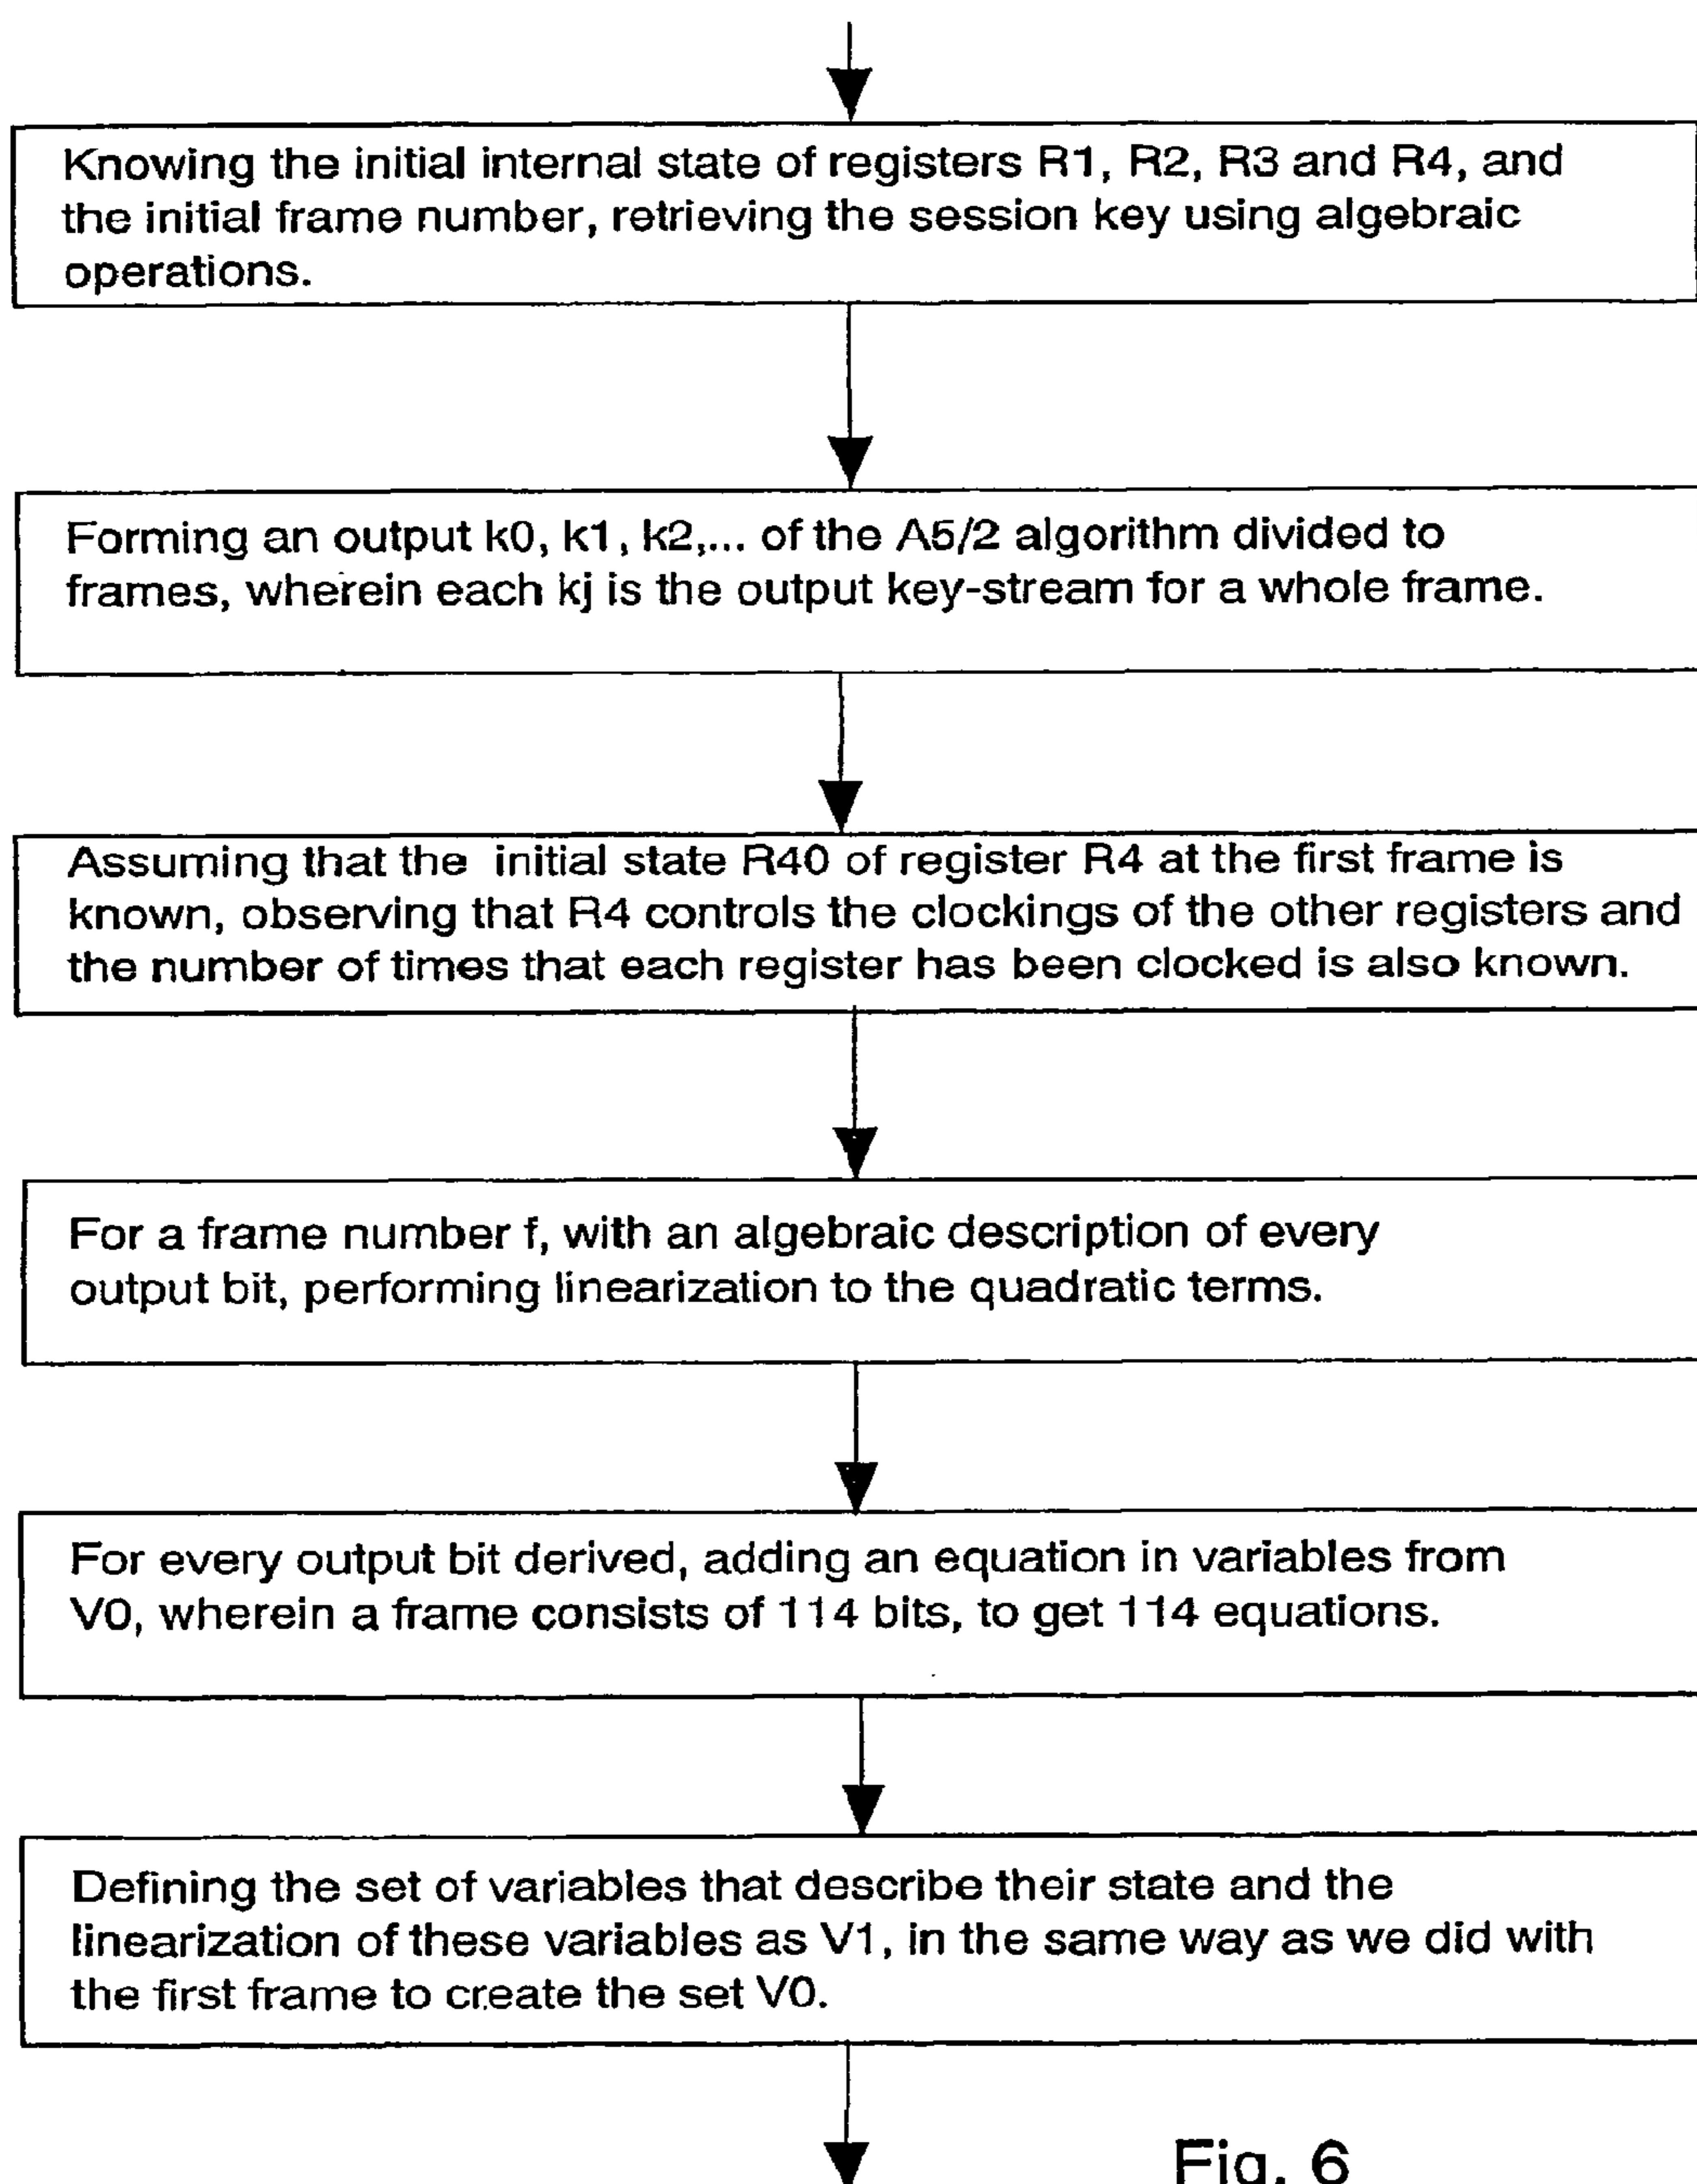 Knowing the initial internal state of registers R1, R2, R3 and R4, and
the initial frame number, retrieving the session key using algebraic
operations.
Forming an output k0, k1, k2,... of the A5/2 algorithm divided to
frames, wherein each kj is the output key-stream for a whole frame.
Assuming that the initial state R40 of register R4 at the first frame is
known, observing that R4 controls the clockings of the other registers and
the number of times that each register has been clocked is also known.
For a frame number f, with an algebraic description of every
output bit, performing linearization to the quadratic terms.
For every output bit derived, adding an equation in variables from
V0, wherein a frame consists of 114 bits, to get 114 equations.
Defining the set of variables that describe their state and the
linearization of these variables as V1, in the same way as we did with
the first frame to create the set V0.
Fig. 6